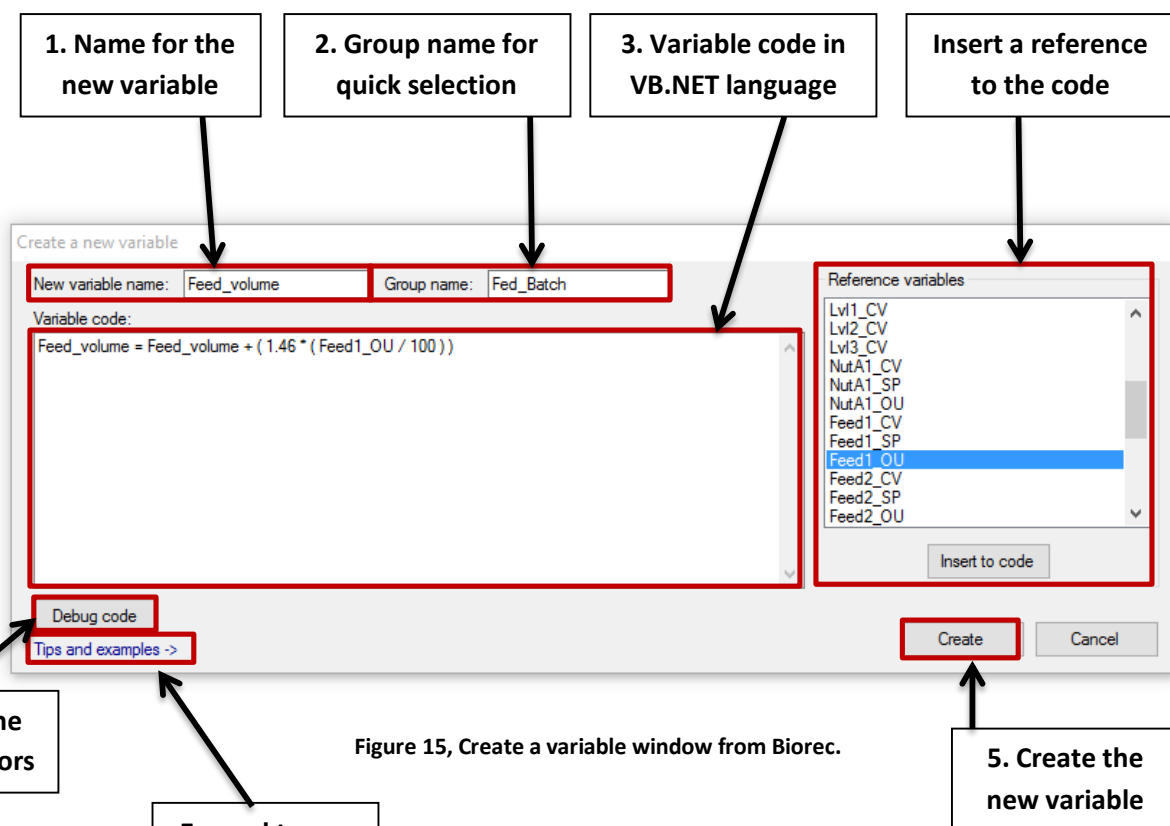 1. Name for the
new variable
2. Group name for
quick selection
3. Variable code in
VB.NET language
Insert a reference
to the code
Create a new variable
New variable name: Feed_volume
Group name: Fed_Batch
Variable code:
Feed_volume = Feed_volume + ( 1.46 * ( Feed1_OU / 100 ) )
Reference variables
Lvl1_CV
Lvl2_CV
Lvl3_CV
NutA1_CV
NutA1_SP
NutA1_OU
Feed1_CV
Feed1_SP
Feed1_OU
Feed2_CV
Feed2_SP
Feed2_OU
Insert to code
Debug code
Tips and examples ->
Create
Cancel
ors
Figure 15, Create a variable window from Biorec.
5. Create the
new variable